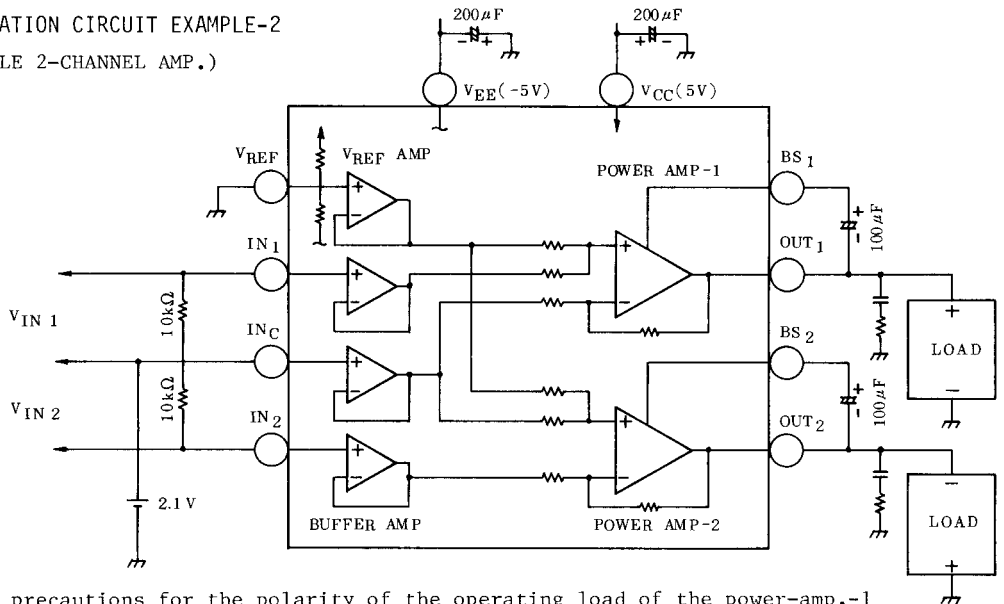 ATION CIRCUIT EXAMPLE-2
LE 2-CHANNEL AMP.)
200μF
200μF
VEE(-5V)
VCC(5V)
VREF
VREF AMP
POWER AMP-1
BS1
100μF
IN1
OUT1
VIN 1
10kΩ
INC
BS2
LOAD
VIN 2
10kΩ
IN2
OUT2
100μF
2.1V
BUFFER AMP
POWER AMP-2
LOAD
precautions for the polarity of the operating load of the power-amp.-1